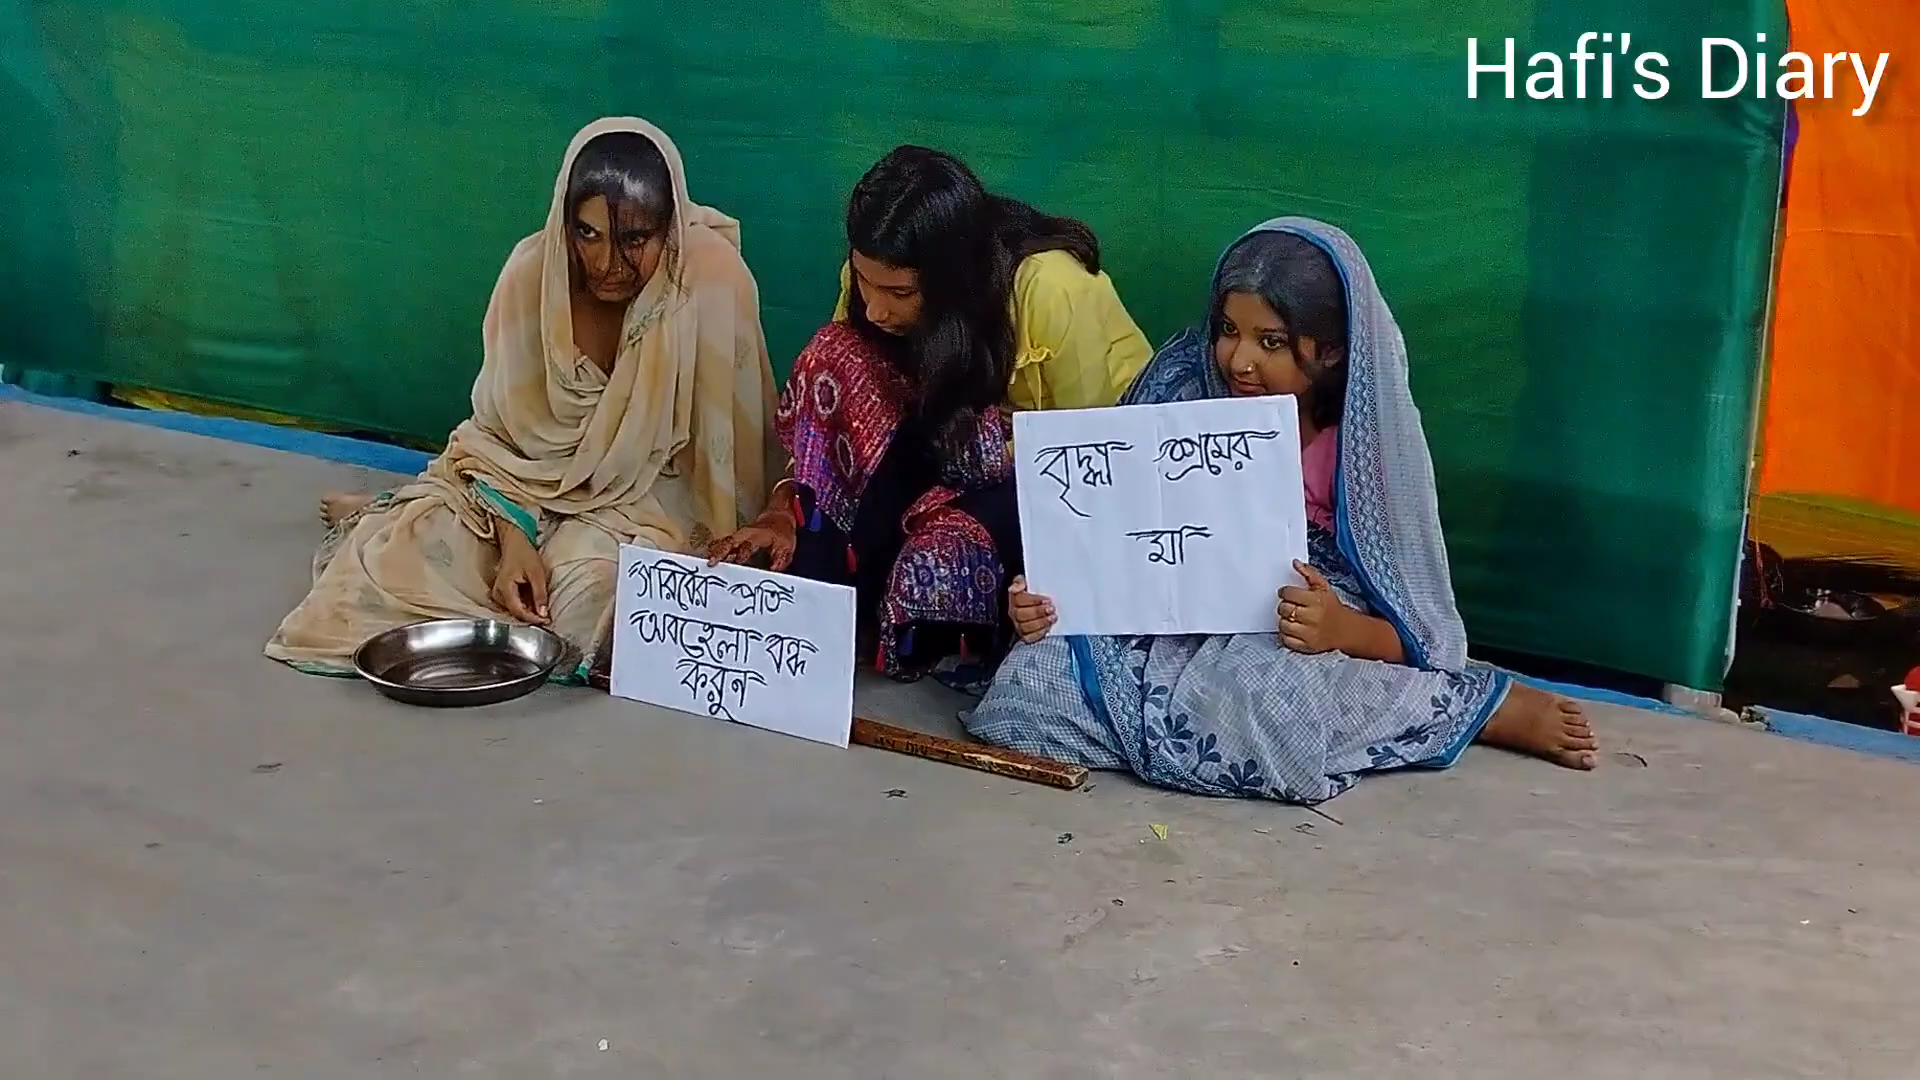 Hafi's Diary
গরিবের প্রতি
অবহেলা বন্ধ
করুন
বৃদ্ধা শ্রমের
মা